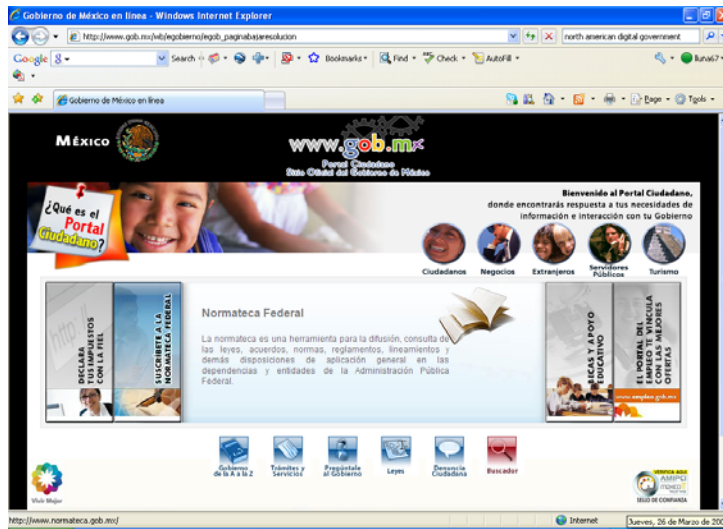 Gobierno de México en línea - Windows Internet Explorer
http://www.gob.mx/wb/egobierno/egob_paginabajaresolucion
north american digital government
Google
Search
Bookmarks
Find
Check
AutoFill
lluna67
Gobierno de México en línea
Page
Tools
MÉXICO
www.gob.mx
Portal Ciudadano
Sitio Oficial del Gobierno de México
¿Qué es el
Portal
Ciudadano?
Bienvenido al Portal Ciudadano,
donde encontrarás respuesta a tus necesidades de
información e interacción con tu Gobierno
Ciudadanos
Negocios
Extranjeros
Servidores
Públicos
Turismo
http://
DECLARA
TUS IMPUESTOS
CON LA FIEL
SUSCRIBETE A LA
NORMATECA FEDERAL
Normateca Federal
La normateca es una herramienta para la difusión, consulta de
las leyes, acuerdos, normas, reglamentos, lineamientos y
demás disposiciones de aplicación general en las
dependencias y entidades de la Administración Pública
Federal.
BECAS Y APOYO
EDUCATIVO
EL PORTAL DEL
EMPLEO TE VINCULA
CON LAS MEJORES
OFERTAS
www.empleo.gob.mx
Gobierno
de la A a la Z
Trámites y
Servicios
Pregúntale
al Gobierno
Leyes
Denuncia
Ciudadana
Buscador
Vivir Mejor
VERIFICA AQUI
AMIPCI
MEXICO
SELLO DE CONFIANZA
http://www.normateca.gob.mx/
Internet
Jueves, 26 de Marzo de 20